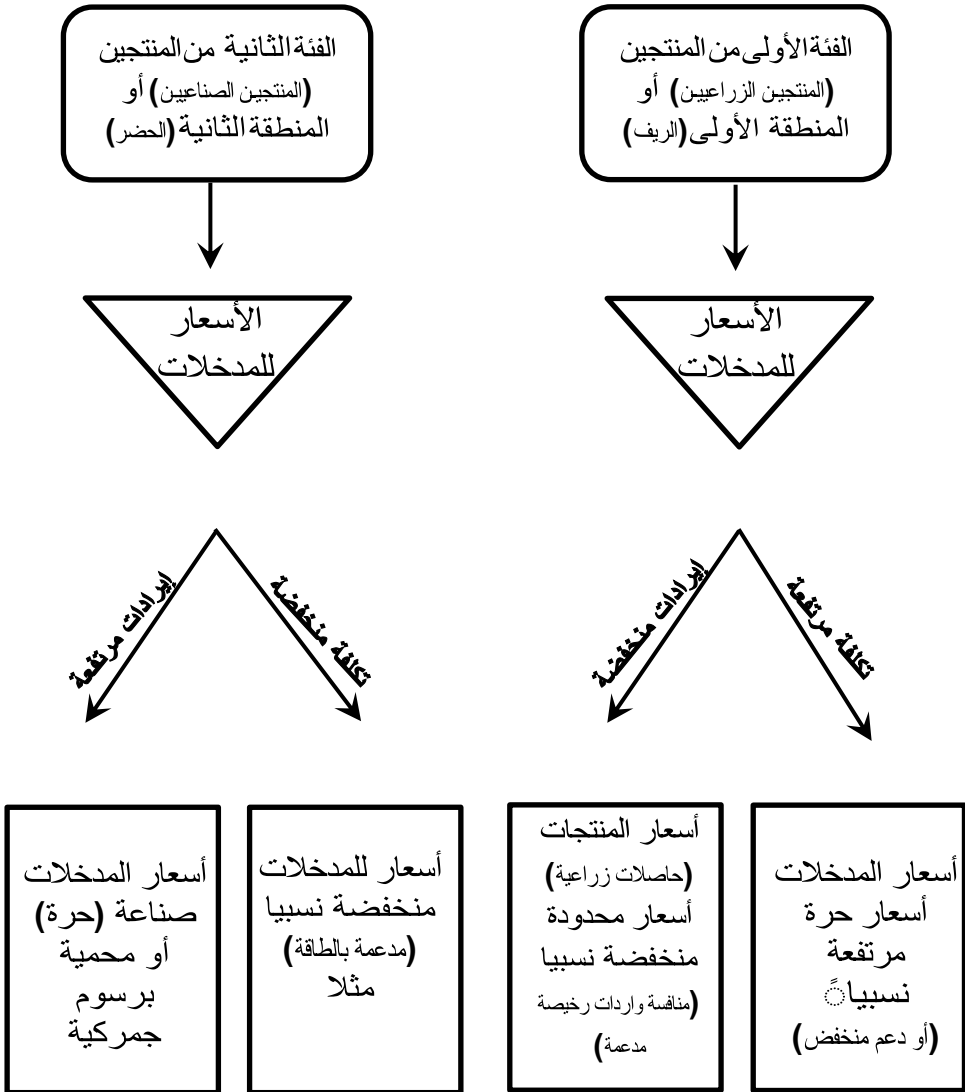 الفئة الأولى من المنتجين
(المنتجين الزراعيين) أو
المنطقة الأولى (الريف)
الفئة الثانية من المنتجين
(المنتجين الصناعيين) أو
المنطقة الثانية (الحضر)
الأسعار
للمدخلات
الأسعار
للمدخلات
تكلفة مرتفعة
إيرادات منخفضة
تكلفة منخفضة
إيرادات مرتفعة
أسعار المدخلات
أسعار حرة
مرتفعة
نسبياً
(أو دعم منخفض)
أسعار المنتجات
(حاصلات زراعية)
أسعار محدودة
منخفضة نسبيا
(منافسة واردات رخيصة
مدعمة)
أسعار للمدخلات
منخفضة نسبيا
(مدعمة بالطاقة)
مثلا
أسعار المدخلات
صناعة (حرة)
أو محمية
برسوم
جمركية